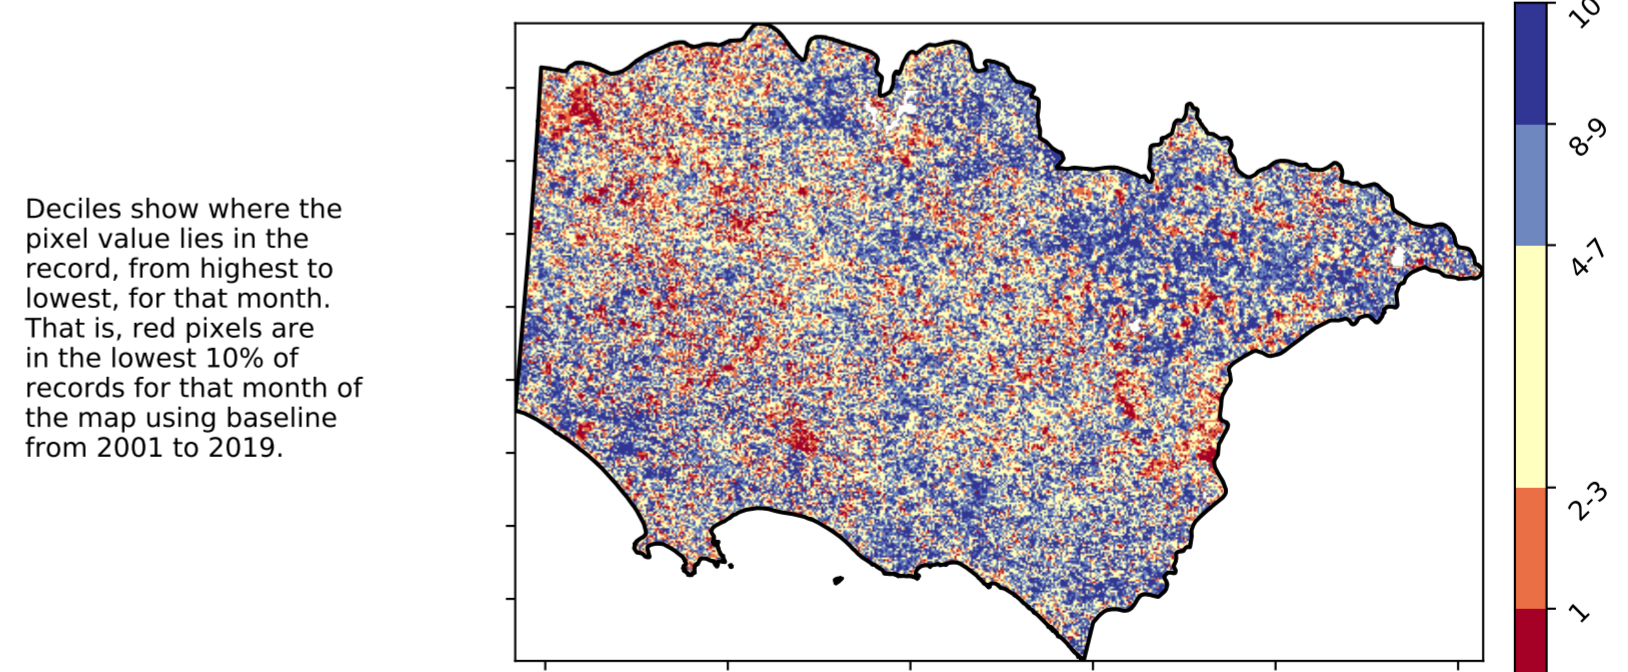 Deciles show where the
pixel value lies in the
record, from highest to
lowest, for that month.
That is, red pixels are
in the lowest 10% of
records for that month of
the map using baseline
from 2001 to 2019.
10
8-9
4-7
2-3
1